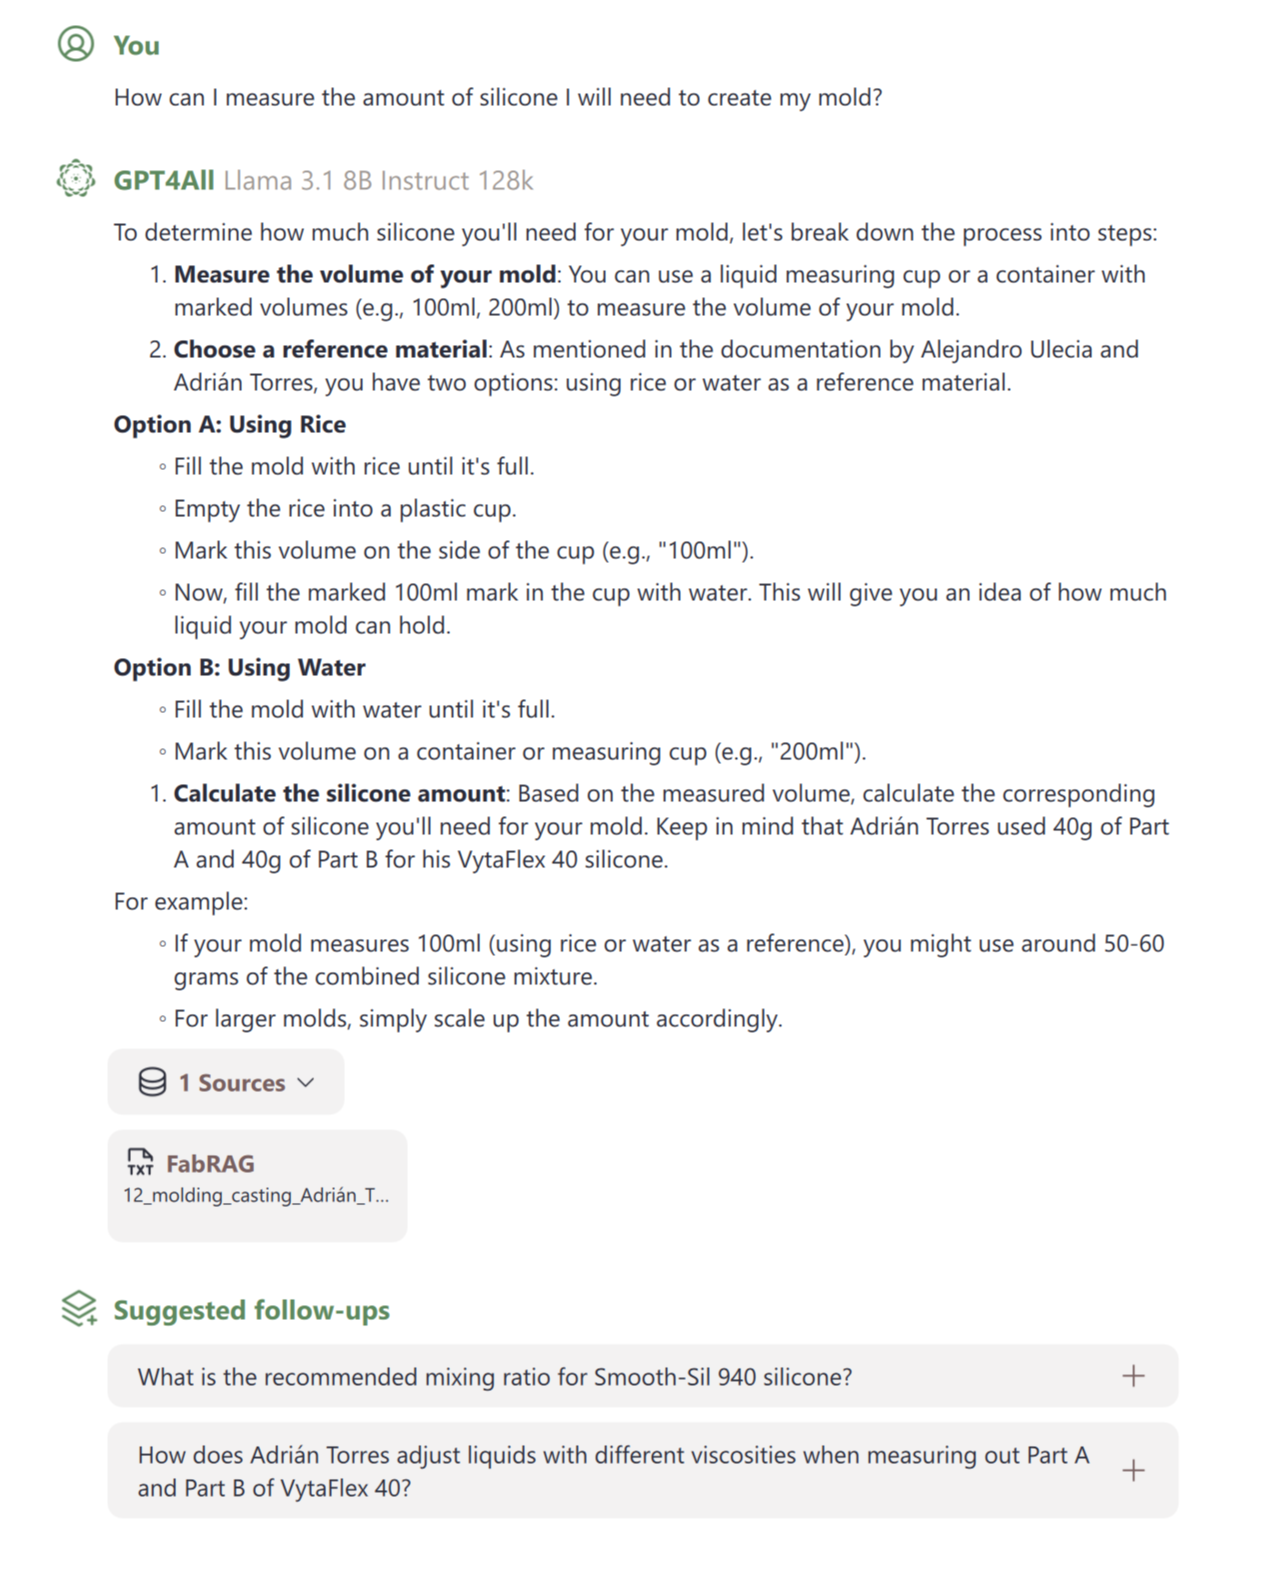 You
How can I measure the amount of silicone I will need to create my mold?
GPT4All Llama 3.1 8B Instruct 128k
To determine how much silicone you'll need for your mold, let's break down the process into steps:
1. Measure the volume of your mold: You can use a liquid measuring cup or a container with
marked volumes (e.g., 100ml, 200ml) to measure the volume of your mold.
2. Choose a reference material: As mentioned in the documentation by Alejandro Ulecia and
Adrián Torres, you have two options: using rice or water as a reference material.
Option A: Using Rice
◦ Fill the mold with rice until it's full.
◦ Empty the rice into a plastic cup.
◦ Mark this volume on the side of the cup (e.g., "100ml").
◦ Now, fill the marked 100ml mark in the cup with water. This will give you an idea of how much
liquid your mold can hold.
Option B: Using Water
◦ Fill the mold with water until it's full.
◦ Mark this volume on a container or measuring cup (e.g., "200ml").
1. Calculate the silicone amount: Based on the measured volume, calculate the corresponding
amount of silicone you'll need for your mold. Keep in mind that Adrián Torres used 40g of Part
A and 40g of Part B for his VytaFlex 40 silicone.
For example:
◦ If your mold measures 100ml (using rice or water as a reference), you might use around 50-60
grams of the combined silicone mixture.
◦ For larger molds, simply scale up the amount accordingly.
1 Sources
TXT FabRAG
12_molding_casting_Adrián_T...
Suggested follow-ups
What is the recommended mixing ratio for Smooth-Sil 940 silicone?
How does Adrián Torres adjust liquids with different viscosities when measuring out Part A
and Part B of VytaFlex 40?